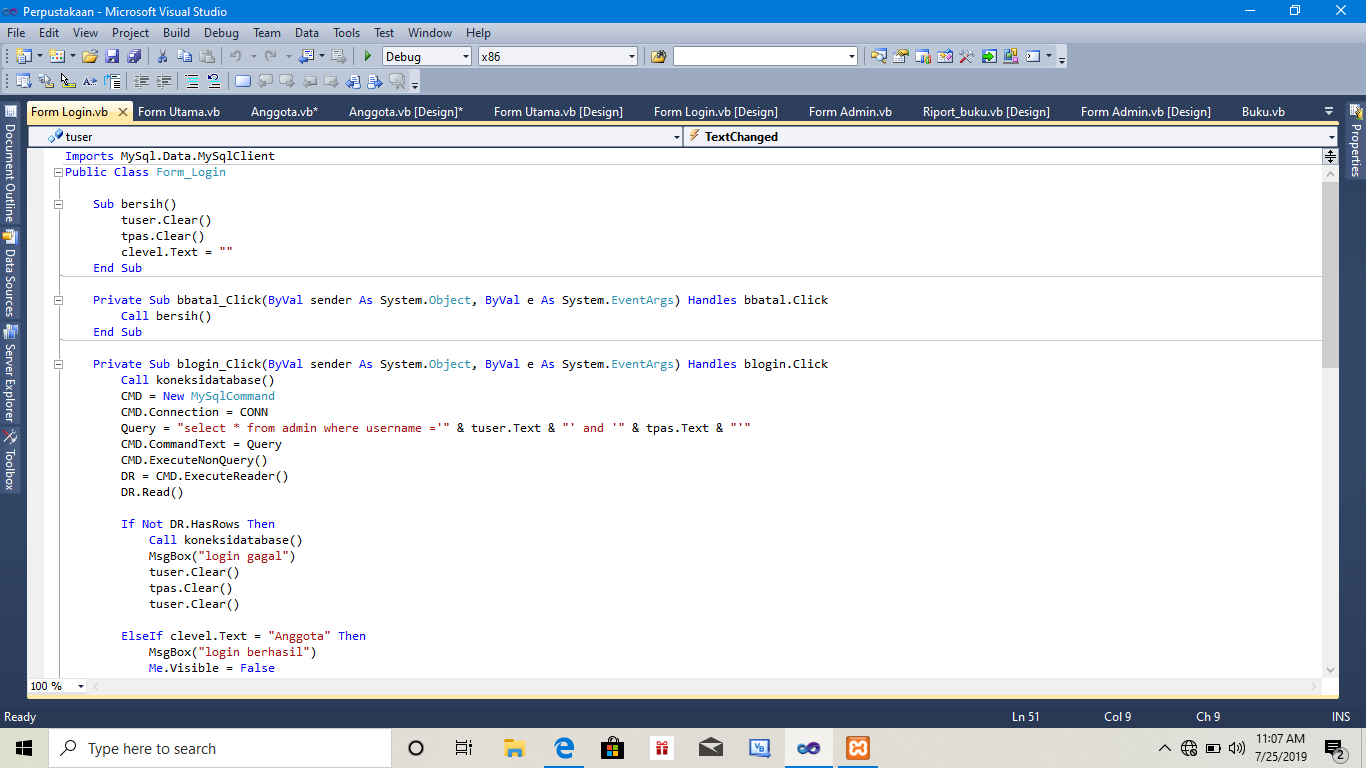 Perpustakaan - Microsoft Visual Studio
File Edit View Project Build Debug Team Data Tools Test Window Help
Debug x86
Form Login.vb Form Utama.vb Anggota.vb* Anggota.vb [Design]* Form Utama.vb [Design] Form Login.vb [Design] Form Admin.vb Riport_buku.vb [Design] Form Admin.vb [Design] Buku.vb
tuser TextChanged
Document Outline
Data Sources
Server Explorer
Toolbox
Properties
Imports MySql.Data.MySqlClient
Public Class Form_Login
Sub bersih()
tuser.Clear()
tpas.Clear()
clevel.Text = ""
End Sub
Private Sub bbatal_Click(ByVal sender As System.Object, ByVal e As System.EventArgs) Handles bbatal.Click
Call bersih()
End Sub
Private Sub blogin_Click(ByVal sender As System.Object, ByVal e As System.EventArgs) Handles blogin.Click
Call koneksidatabase()
CMD = New MySqlCommand
CMD.Connection = CONN
Query = "select * from admin where username ='" & tuser.Text & "' and '" & tpas.Text & "'"
CMD.CommandText = Query
CMD.ExecuteNonQuery()
DR = CMD.ExecuteReader()
DR.Read()
If Not DR.HasRows Then
Call koneksidatabase()
MsgBox("login gagal")
tuser.Clear()
tpas.Clear()
tuser.Clear()
ElseIf clevel.Text = "Anggota" Then
MsgBox("login berhasil")
Me.Visible = False
100 %
Ready Ln 51 Col 9 Ch 9 INS
Type here to search
VB
11:07 AM
7/25/2019
2